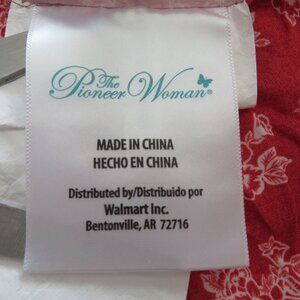 The
Pioneer Woman®
MADE IN CHINA
HECHO EN CHINA
Distributed by/Distribuido por
Walmart Inc.
Bentonville, AR 72716